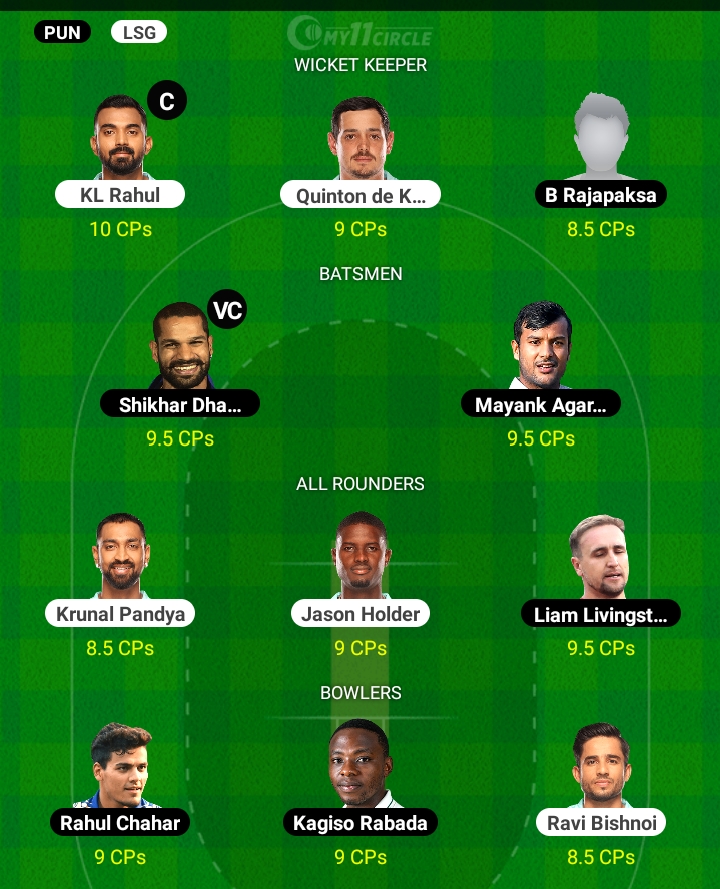 PUN LSG
MY11CIRCLE
WICKET KEEPER
C
KL Rahul Quinton de K... B Rajapaksa
10 CPs 9 CPs 8.5 CPs
BATSMEN
VC
Shikhar Dha... Mayank Agar...
9.5 CPs 9.5 CPs
ALL ROUNDERS
Krunal Pandya Jason Holder Liam Livingst...
8.5 CPs 9 CPs 9.5 CPs
BOWLERS
Rahul Chahar Kagiso Rabada Ravi Bishnoi
9 CPs 9 CPs 8.5 CPs